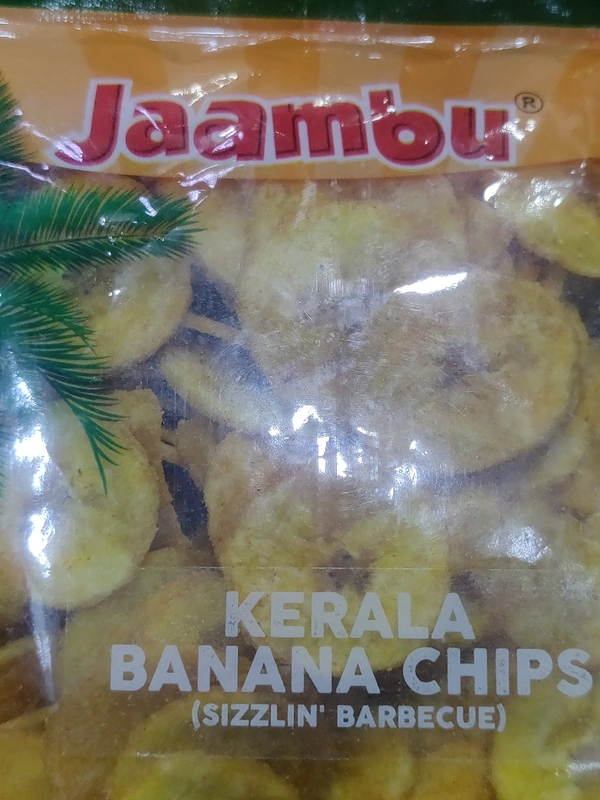 Jaambu®
KERALA
BANANA CHIPS
(SIZZLIN' BARBECUE)